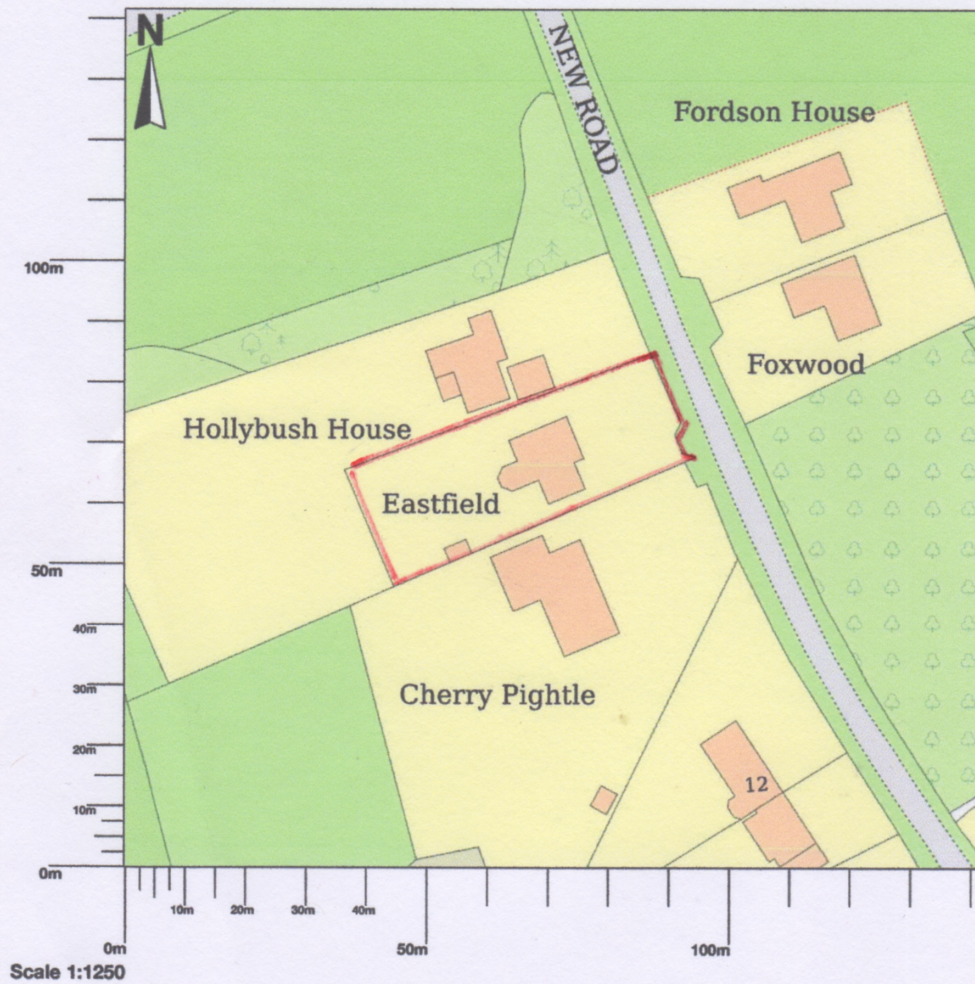 N
NEW ROAD
Fordson House
100m
Foxwood
Hollybush House
Eastfield
50m
40m
Cherry Pightle
30m
20m
12
10m
0m
10m
20m
30m
40m
0m
50m
100m
Scale 1:1250